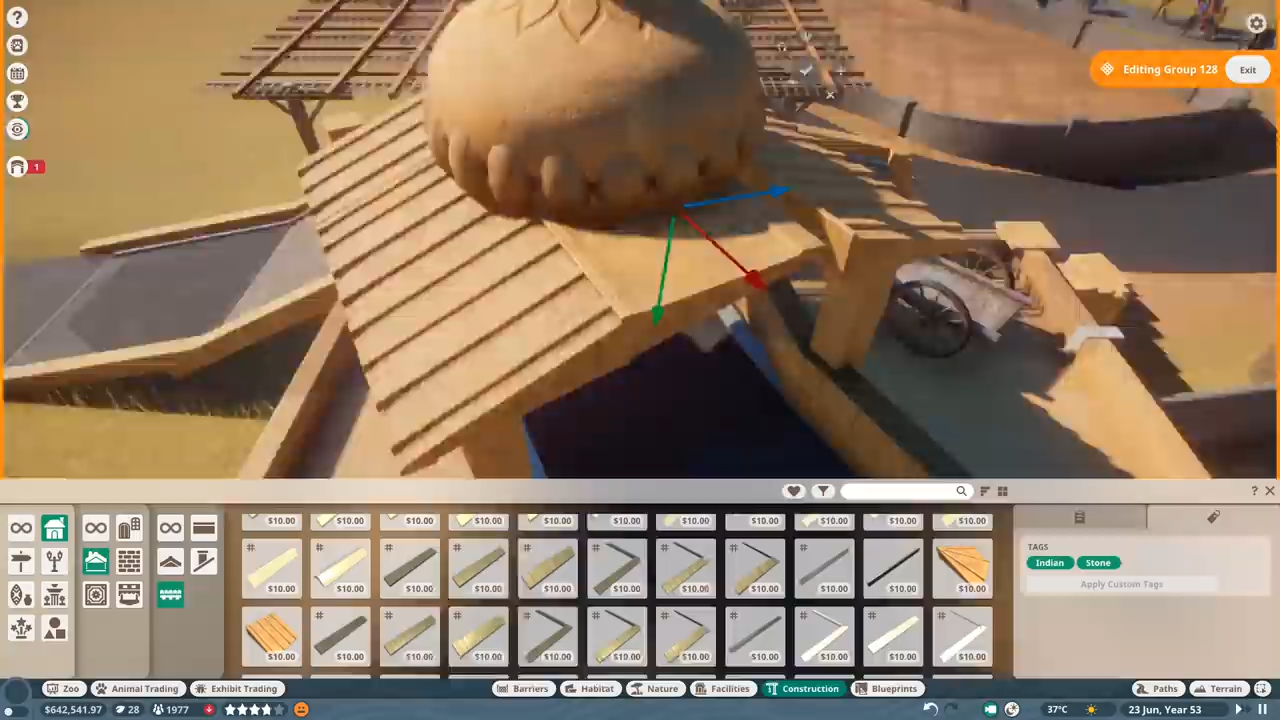 ?
Editing Group 128
Exit
1
? 
$10.00 $10.00 $10.00 $10.00 $10.00 $10.00 $10.00 $10.00 $10.00 $10.00 $10.00
# # # # # # # # # #
$10.00 $10.00 $10.00 $10.00 $10.00 $10.00 $10.00 $10.00 $10.00 $10.00 $10.00
# # # # # # # # # #
$10.00 $10.00 $10.00 $10.00 $10.00 $10.00 $10.00 $10.00 $10.00 $10.00 $10.00
TAGS
Indian Stone
Apply Custom Tags
Zoo Animal Trading Exhibit Trading Barriers Habitat Nature Facilities Construction Blueprints Paths Terrain
$642,541.97 28 1977 37°C 23 Jun, Year 53